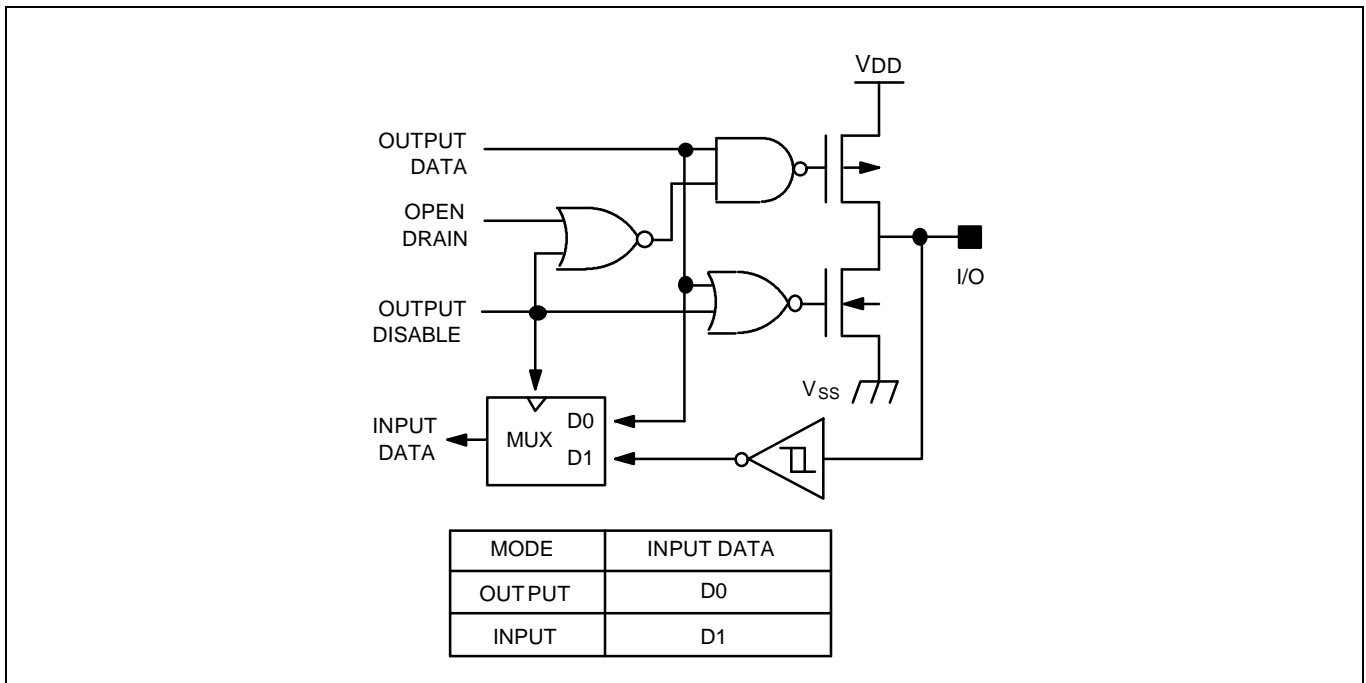 VDD
OUTPUT
DATA
OPEN
DRAIN
I/O
OUTPUT
DISABLE
VSS
INPUT
DATA
MUX
D0
D1
MODE INPUT DATA
OUTPUT D0
INPUT D1